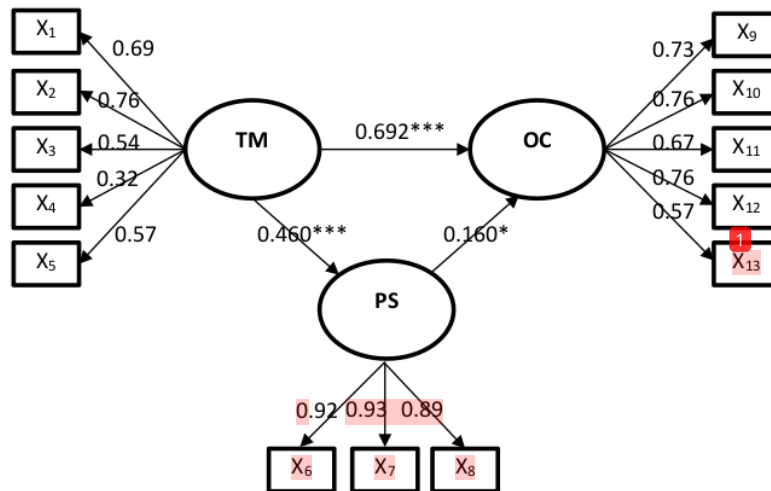 X₁
0.69
X₂
0.76
X₃
0.54
X₄
0.32
X₅
0.57
TM
0.692***
OC
0.460***
0.160*
PS
0.73
X₉
0.76
X₁₀
0.67
X₁₁
0.76
X₁₂
0.57
1
X₁₃
0.92 0.93 0.89
X₆ X₇ X₈